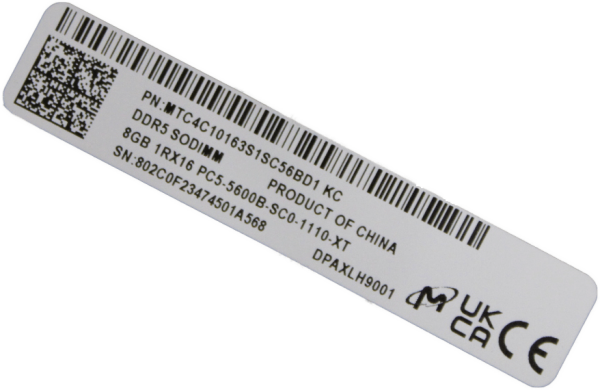 PN:MTC4C10163S1SC56BD1 KC
DDR5 SODIMM PRODUCT OF CHINA
8GB 1RX16 PC5-5600B-SC0-1110-XT
SN:802C0F23474501A568 DPAXLH9001
M UK CA CE